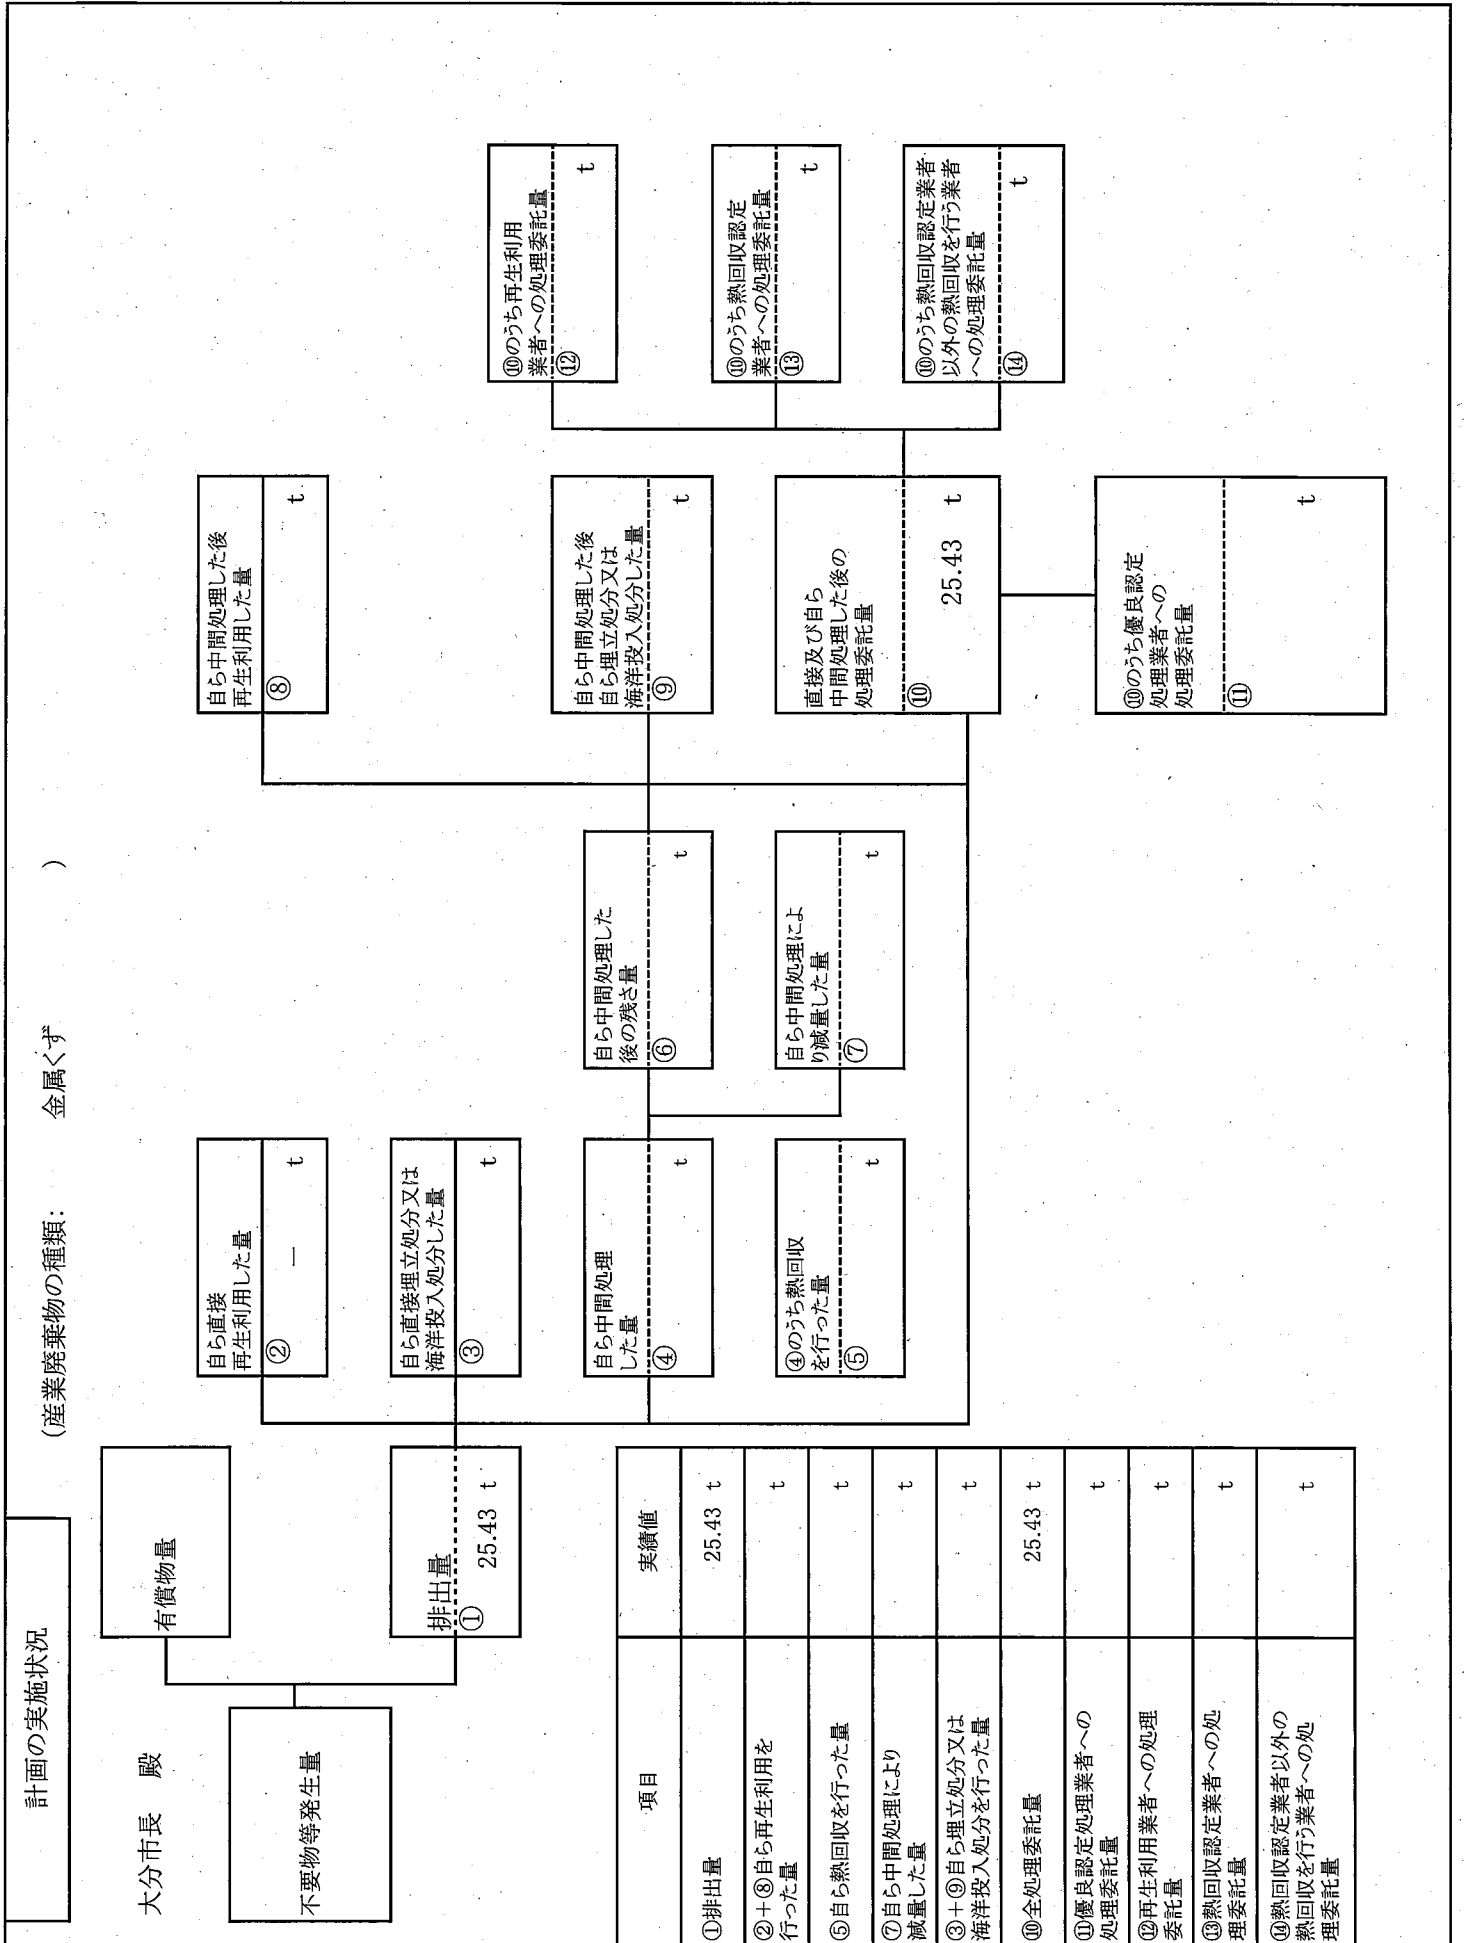 計画の実施状況
大分市長 殿
(産業廃棄物の種類: 金属くず )
不要物等発生量
有償物量
排出量
① 25.43 t
自ら直接
再生利用した量
② － t
自ら直接埋立処分又は
海洋投入処分した量
③ t
自ら中間処理
した量
④ t
④のうち熱回収
を行った量
⑤ t
自ら中間処理した
後の残さ量
⑥ t
自ら中間処理によ
り減量した量
⑦ t
自ら中間処理した後
再生利用した量
⑧ t
自ら中間処理した後
自ら埋立処分又は
海洋投入処分した量
⑨ t
直接及び自ら
中間処理した後の
処理委託量
⑩ 25.43 t
⑩のうち優良認定
処理業者への
処理委託量
⑪ t
⑩のうち再生利用
業者への処理委託量
⑫ t
⑩のうち熱回収認定
業者への処理委託量
⑬ t
⑩のうち熱回収認定業者
以外の熱回収を行う業者
への処理委託量
⑭ t
項目 実績値
①排出量 25.43 t
②+⑧自ら再生利用を
行った量 t
⑤自ら熱回収を行った量 t
⑦自ら中間処理により
減量した量 t
③+⑨自ら埋立処分又は
海洋投入処分を行った量 t
⑩全処理委託量 25.43 t
⑪優良認定処理業者への
処理委託量 t
⑫再生利用業者への処理
委託量 t
⑬熱回収認定業者への処
理委託量 t
⑭熱回収認定業者以外の
熱回収を行う業者への処
理委託量 t